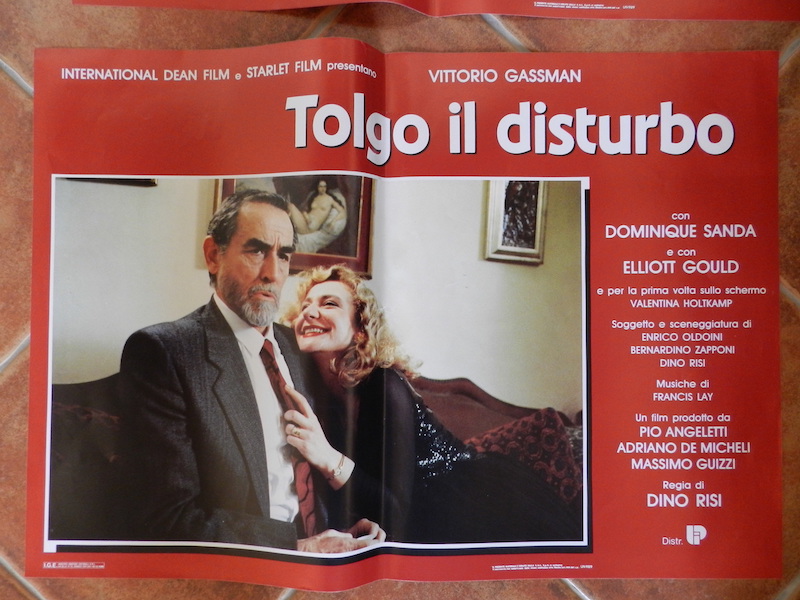 INTERNATIONAL DEAN FILM e STARLET FILM presentano
VITTORIO GASSMAN
Tolgo il disturbo
con
DOMINIQUE SANDA
e con
ELLIOTT GOULD
e per la prima volta sullo schermo
VALENTINA HOLTKAMP
Soggetto e sceneggiatura di
ENRICO OLDOINI
BERNARDINO ZAPPONI
DINO RISI
Musiche di
FRANCIS LAY
Un film prodotto da
PIO ANGELETTI
ADRIANO DE MICHELI
MASSIMO GUIZZI
Regia di
DINO RISI
Distr.
I.G.E